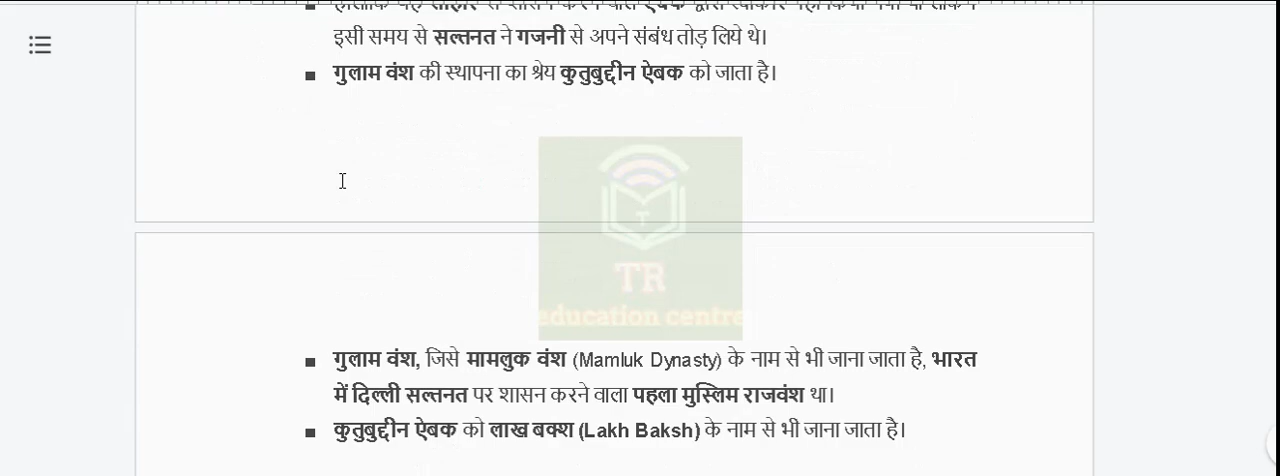 इसी समय से सल्तनत ने गजनी से अपने संबंध तोड़ लिये थे।
■ गुलाम वंश की स्थापना का श्रेय कुतुबुद्दीन ऐबक को जाता है।
T
TR
education centre
■ गुलाम वंश, जिसे मामलुक वंश (Mamluk Dynasty) के नाम से भी जाना जाता है, भारत
में दिल्ली सल्तनत पर शासन करने वाला पहला मुस्लिम राजवंश था।
■ कुतुबुद्दीन ऐबक को लाख बक्श (Lakh Baksh) के नाम से भी जाना जाता है।